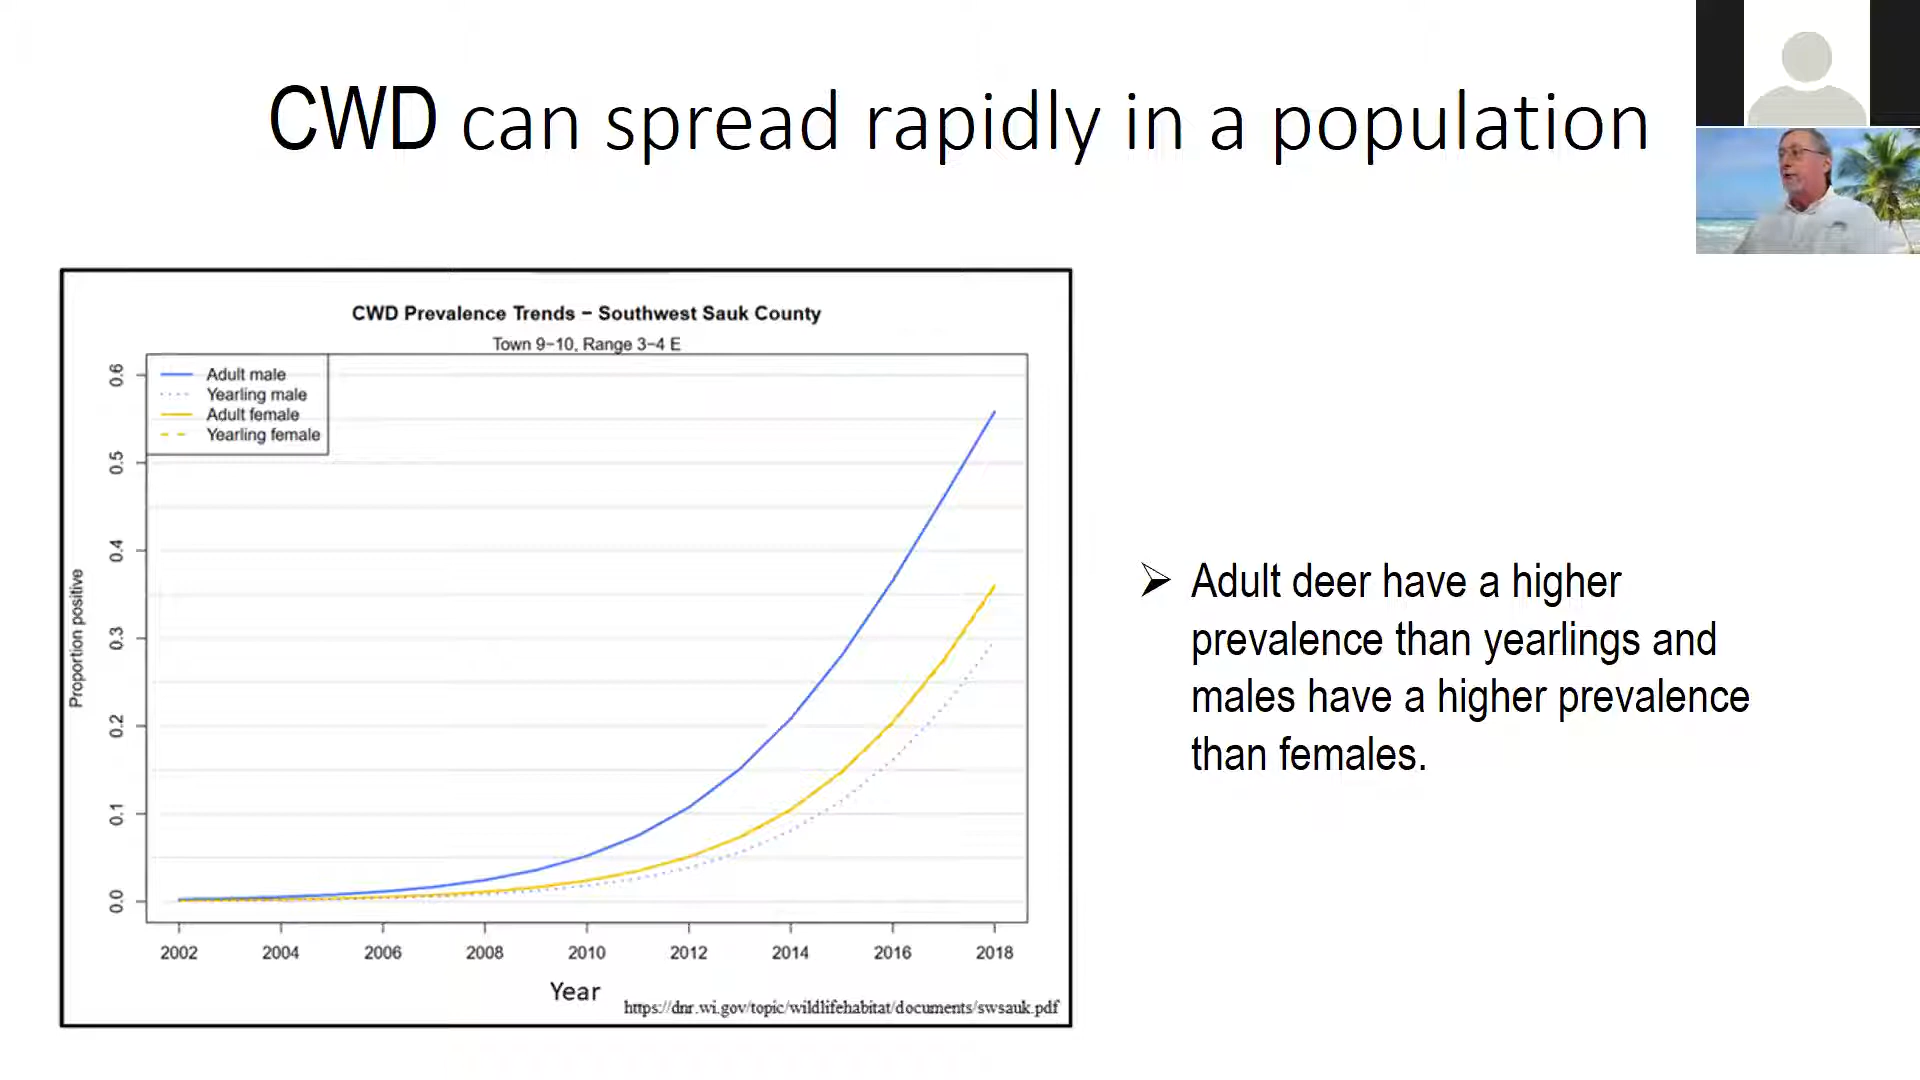 CWD can spread rapidly in a population
CWD Prevalence Trends − Southwest Sauk County
Town 9−10, Range 3−4 E
Adult male
Yearling male
Adult female
Yearling female
Proportion positive
0.6
0.5
0.4
0.3
0.2
0.1
0.0
2002 2004 2006 2008 2010 2012 2014 2016 2018
Year
https://dnr.wi.gov/topic/wildlifehabitat/documents/swsauk.pdf
➢ Adult deer have a higher
prevalence than yearlings and
males have a higher prevalence
than females.